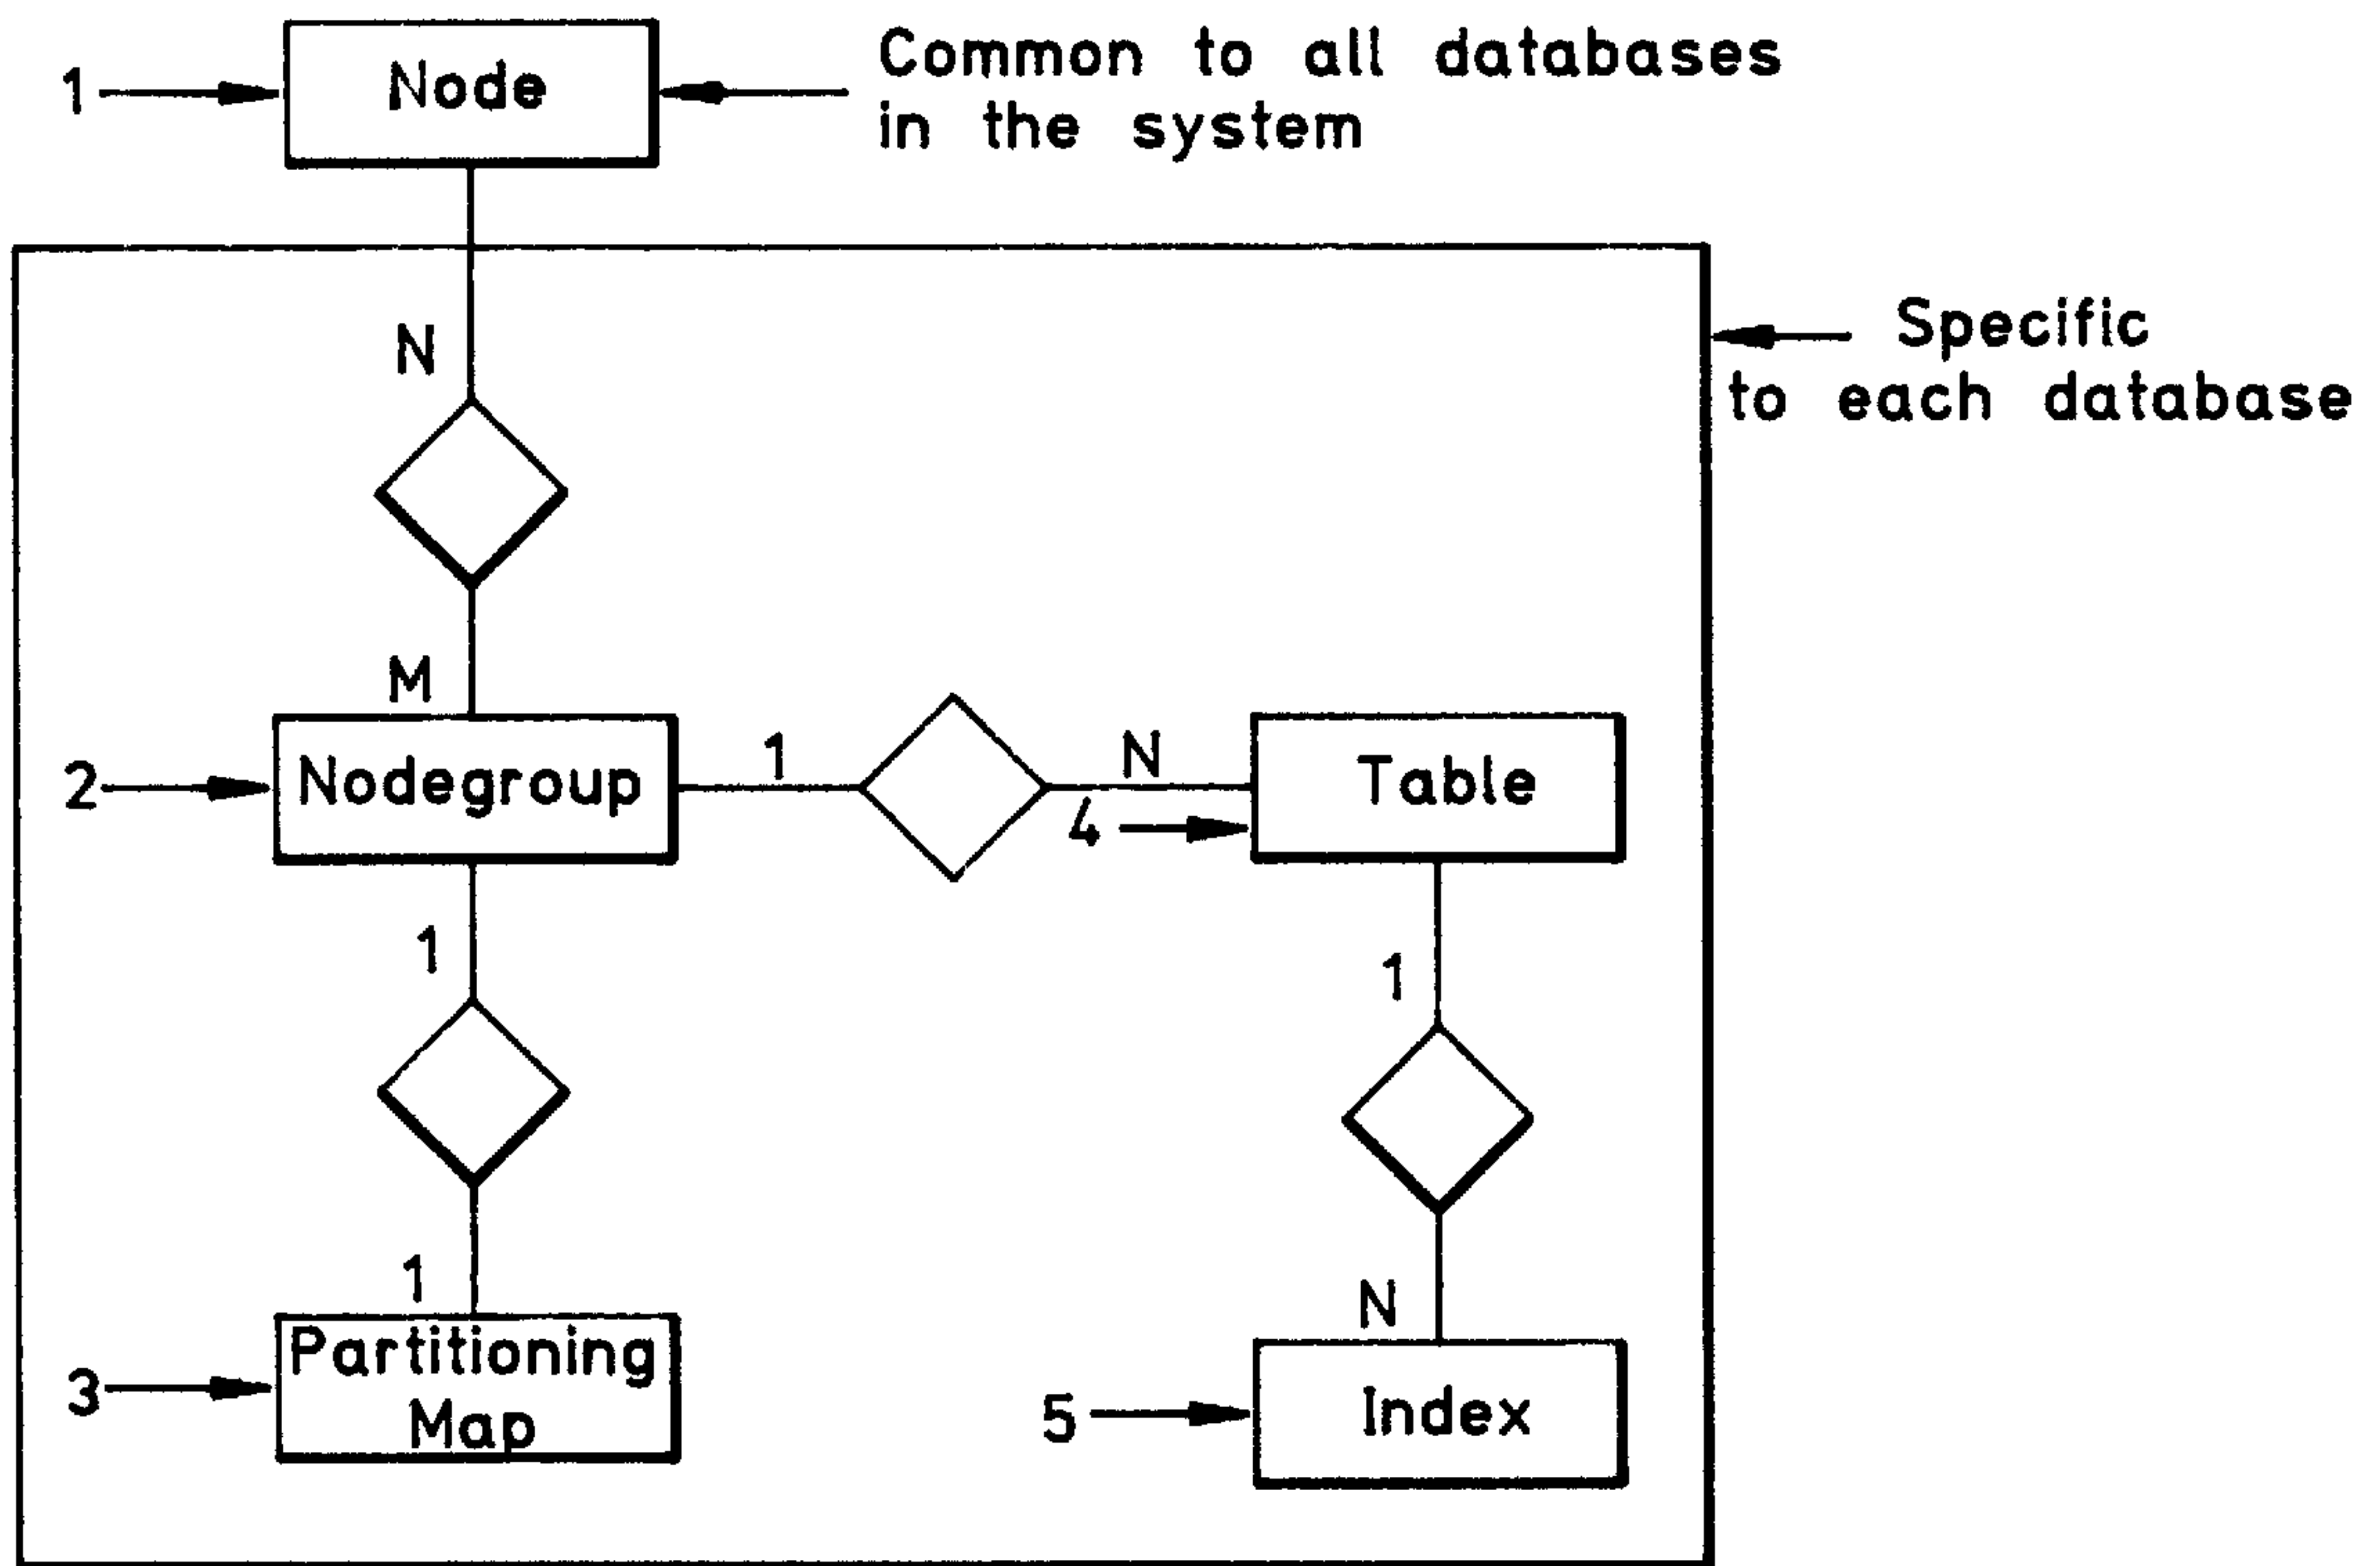 1
Node
Common to all databases
in the system
N
Specific
to each database
M
2
Nodegroup
1
N
4
Table
1
1
1
N
3
Partitioning
Map
5
Index